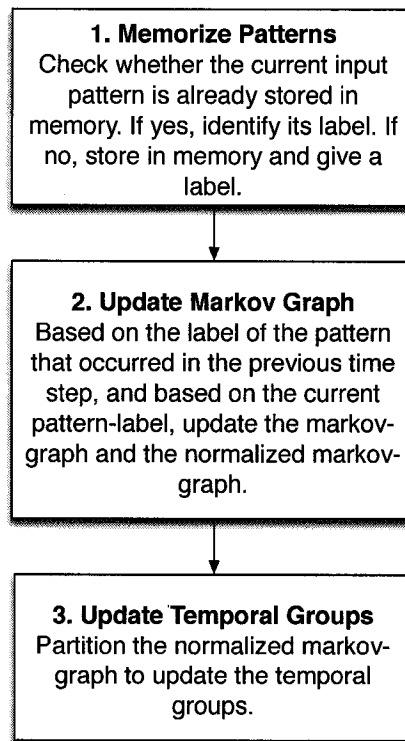 1. Memorize Patterns
Check whether the current input
pattern is already stored in
memory. If yes, identify its label. If
no, store in memory and give a
label.
2. Update Markov Graph
Based on the label of the pattern
that occurred in the previous time
step, and based on the current
pattern-label, update the markov-
graph and the normalized markov-
graph.
3. Update Temporal Groups
Partition the normalized markov-
graph to update the temporal
groups.